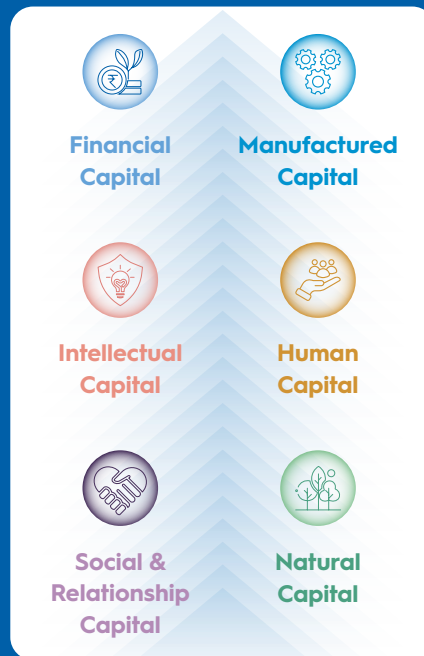 ₹
Financial
Capital
Manufactured
Capital
Intellectual
Capital
Human
Capital
Social &
Relationship
Capital
Natural
Capital